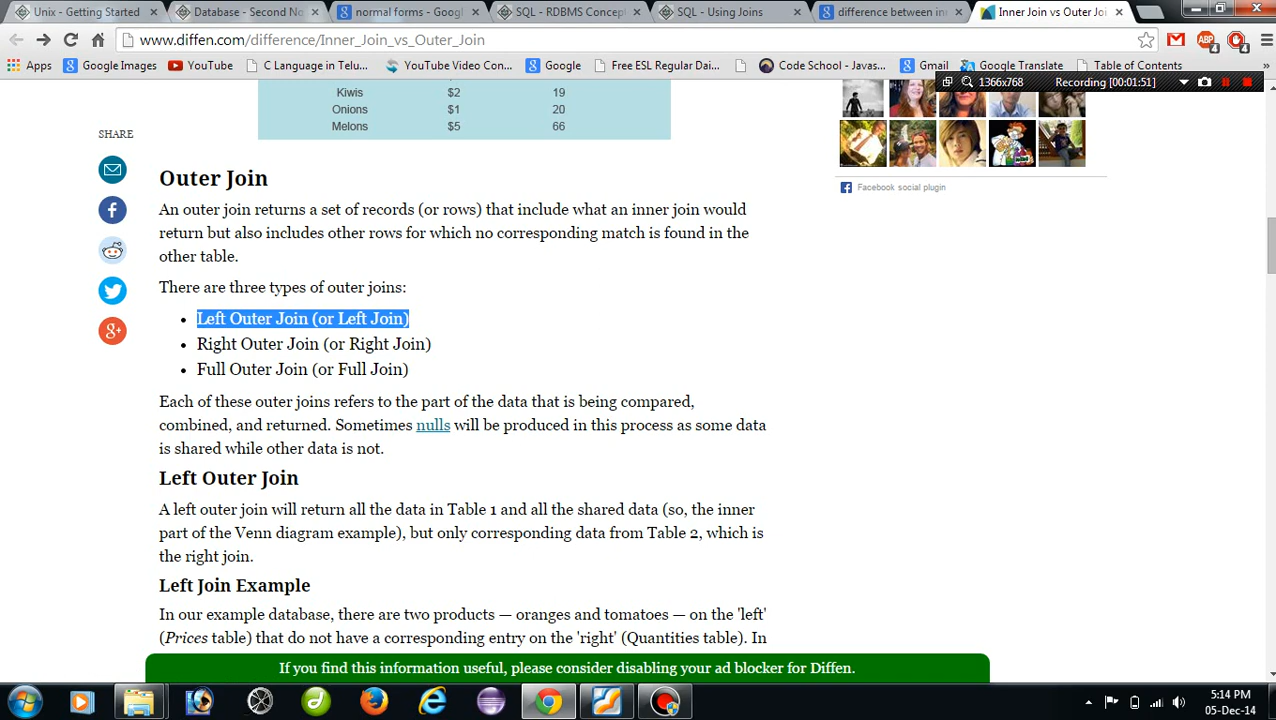 Unix - Getting Started
Database - Second No
normal forms - Googl
SQL - RDBMS Concep
SQL - Using Joins
difference between in
Inner Join vs Outer Joi
www.diffen.com/difference/Inner_Join_vs_Outer_Join
Apps
Google Images
YouTube
C Language in Telu...
YouTube Video Con...
Google
Free ESL Regular Dai...
Code School - Javas...
Gmail
Google Translate
Table of Contents
1366x768
Recording [00:01:51]
Kiwis $2 19
Onions $1 20
Melons $5 66
SHARE
Facebook social plugin
Outer Join
An outer join returns a set of records (or rows) that include what an inner join would
return but also includes other rows for which no corresponding match is found in the
other table.
There are three types of outer joins:
Left Outer Join (or Left Join)
Right Outer Join (or Right Join)
Full Outer Join (or Full Join)
Each of these outer joins refers to the part of the data that is being compared,
combined, and returned. Sometimes nulls will be produced in this process as some data
is shared while other data is not.
Left Outer Join
A left outer join will return all the data in Table 1 and all the shared data (so, the inner
part of the Venn diagram example), but only corresponding data from Table 2, which is
the right join.
Left Join Example
In our example database, there are two products — oranges and tomatoes — on the 'left'
(Prices table) that do not have a corresponding entry on the 'right' (Quantities table). In
If you find this information useful, please consider disabling your ad blocker for Diffen.
5:14 PM
05-Dec-14